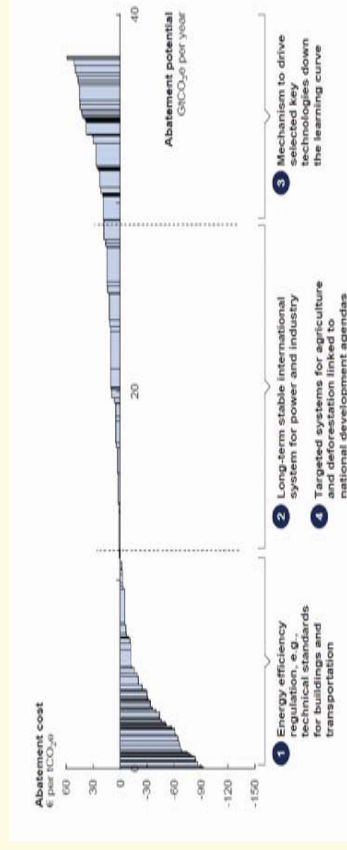 Abatement cost
€ per tCO₂e
60
30
0
-30
-60
-90
-120
-150
0
20
40
Abatement potential
GtCO₂e per year
1 Energy efficiency
regulation, e.g.,
technical standards
for buildings and
transportation
2 Long-term stable international
system for power and industry
4 Targeted systems for agriculture
and deforestation linked to
national development agendas
3 Mechanism to drive
selected key
technologies down
the learning curve